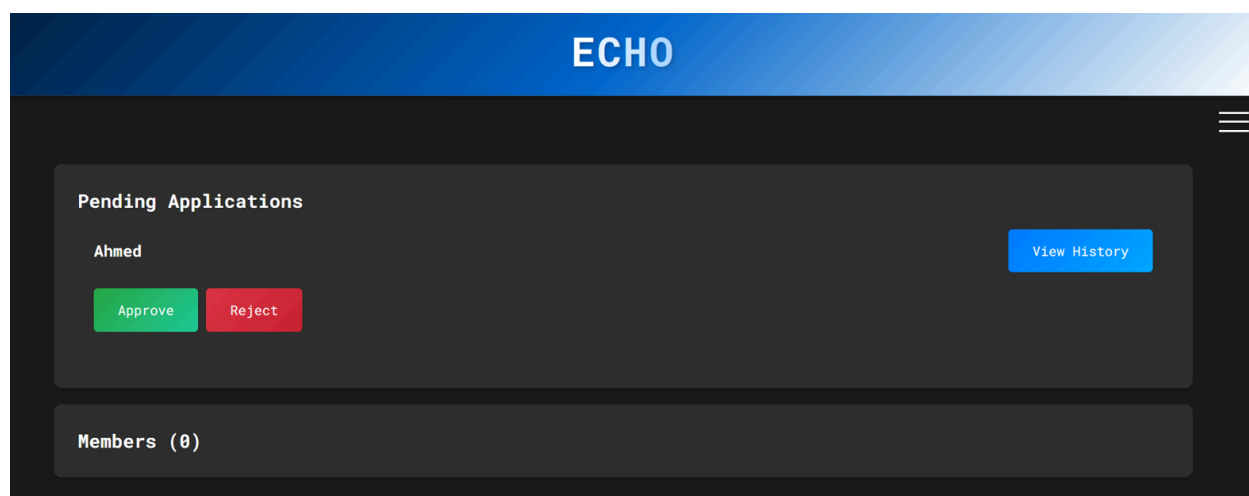 ECHO
Pending Applications
Ahmed
View History
Approve
Reject
Members (0)